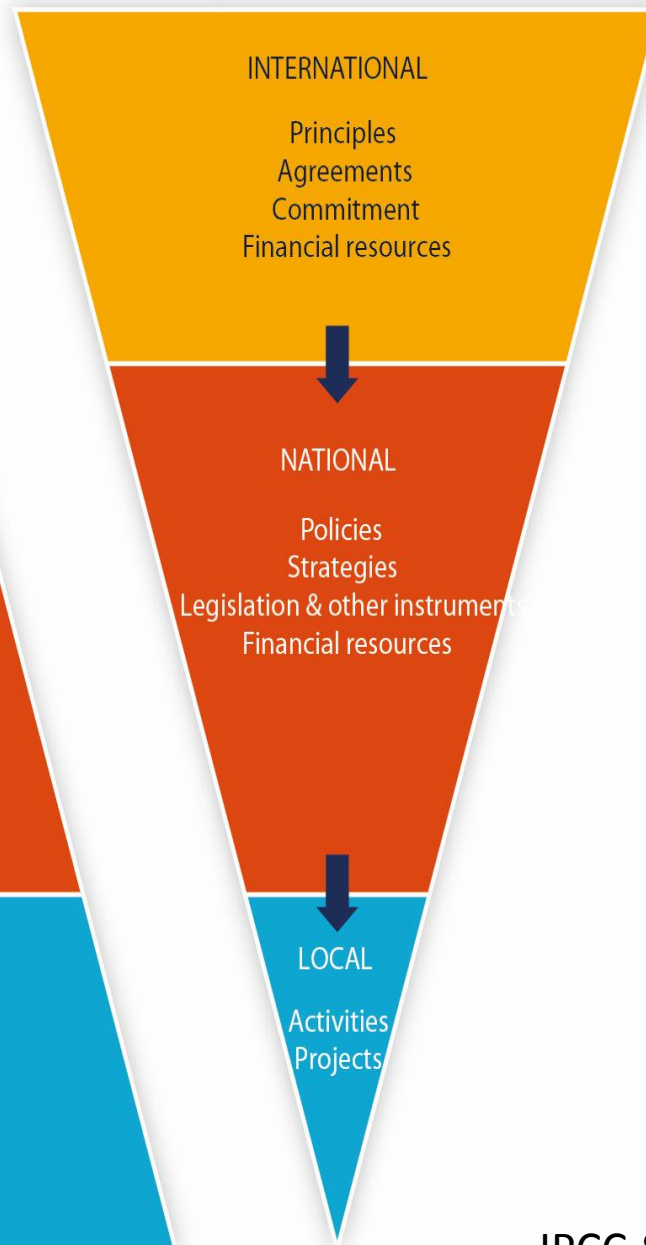 INTERNATIONAL
Principles
Agreements
Commitment
Financial resources
NATIONAL
Policies
Strategies
Legislation & other instruments
Financial resources
LOCAL
Activities
Projects